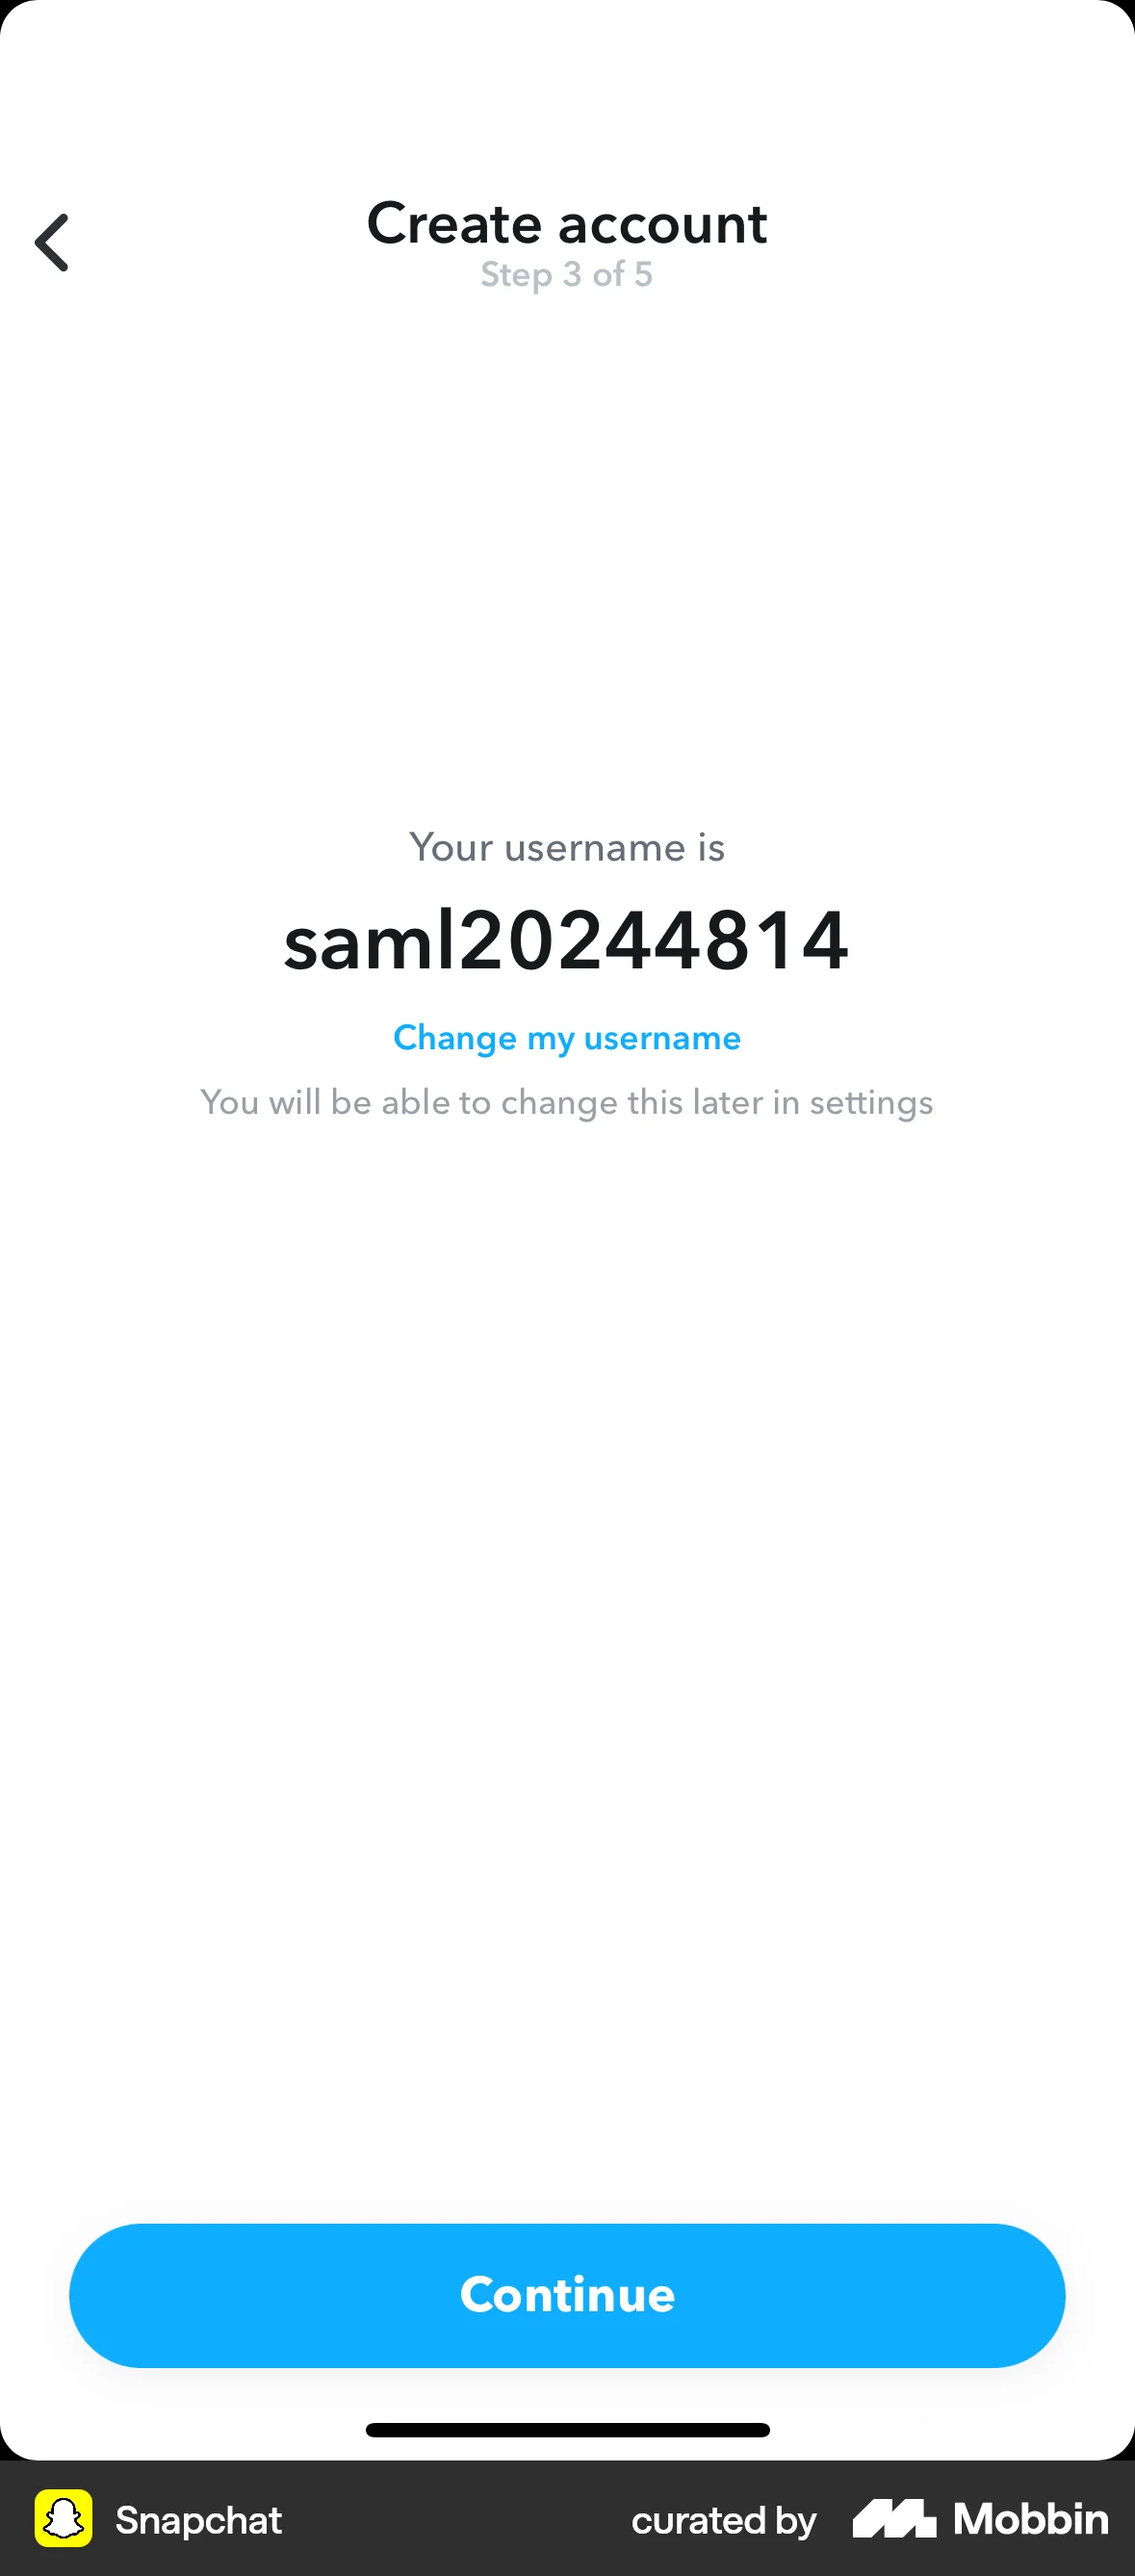 Create account
Step 3 of 5
Your username is
saml20244814
Change my username
You will be able to change this later in settings
Continue
Snapchat
curated by Mobbin